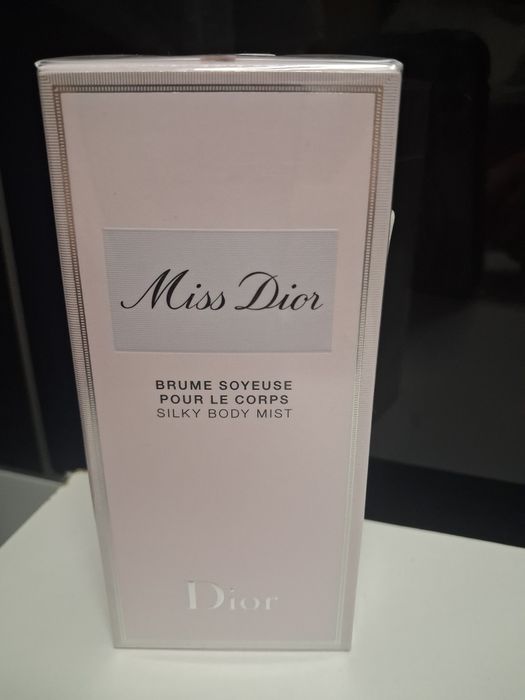 Miss Dior
BRUME SOYEUSE
POUR LE CORPS
SILKY BODY MIST
Dior